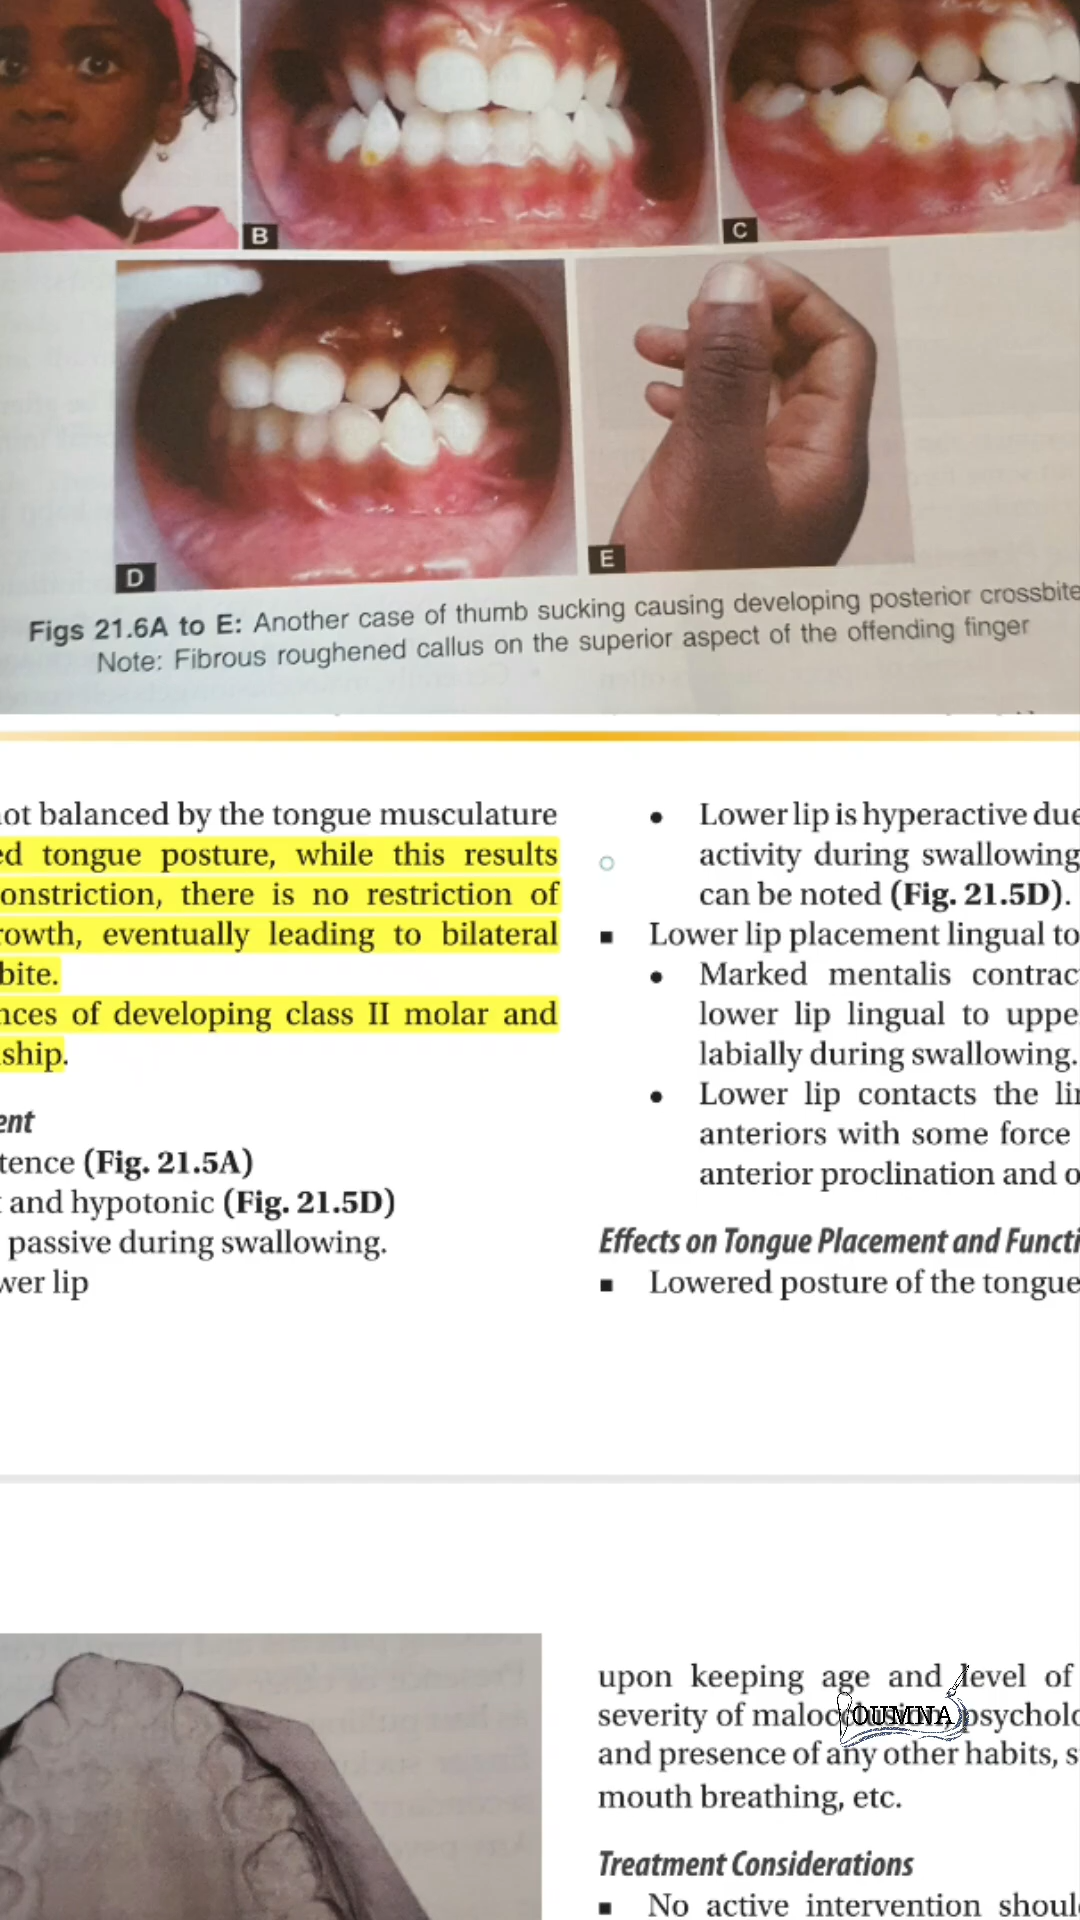 B
C
D
E
Figs 21.6A to E: Another case of thumb sucking causing developing posterior crossbite
Note: Fibrous roughened callus on the superior aspect of the offending finger
ot balanced by the tongue musculature
ed tongue posture, while this results
onstriction, there is no restriction of
rowth, eventually leading to bilateral
bite.
nces of developing class II molar and
ship.
ent
tence (Fig. 21.5A)
and hypotonic (Fig. 21.5D)
passive during swallowing.
wer lip
• Lower lip is hyperactive due
activity during swallowing
can be noted (Fig. 21.5D).
■ Lower lip placement lingual to
• Marked mentalis contrac
lower lip lingual to uppe
labially during swallowing.
• Lower lip contacts the lin
anteriors with some force
anterior proclination and o
Effects on Tongue Placement and Functi
■ Lowered posture of the tongue
upon keeping age and level of
severity of malocclusion, psycholo
and presence of any other habits, s
mouth breathing, etc.
OUMNA
Treatment Considerations
■ No active intervention shoul